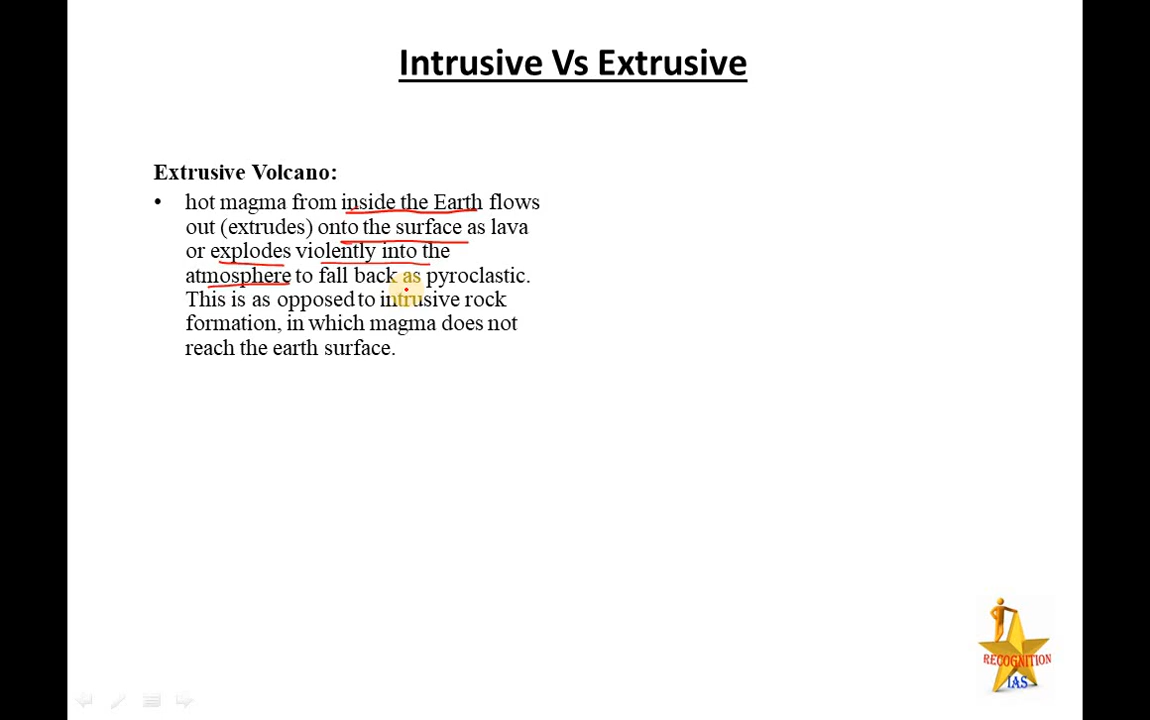 Intrusive Vs Extrusive
Extrusive Volcano:
• hot magma from inside the Earth flows
out (extrudes) onto the surface as lava
or explodes violently into the
atmosphere to fall back as pyroclastic.
This is as opposed to intrusive rock
formation, in which magma does not
reach the earth surface.
RECOGNITION
IAS